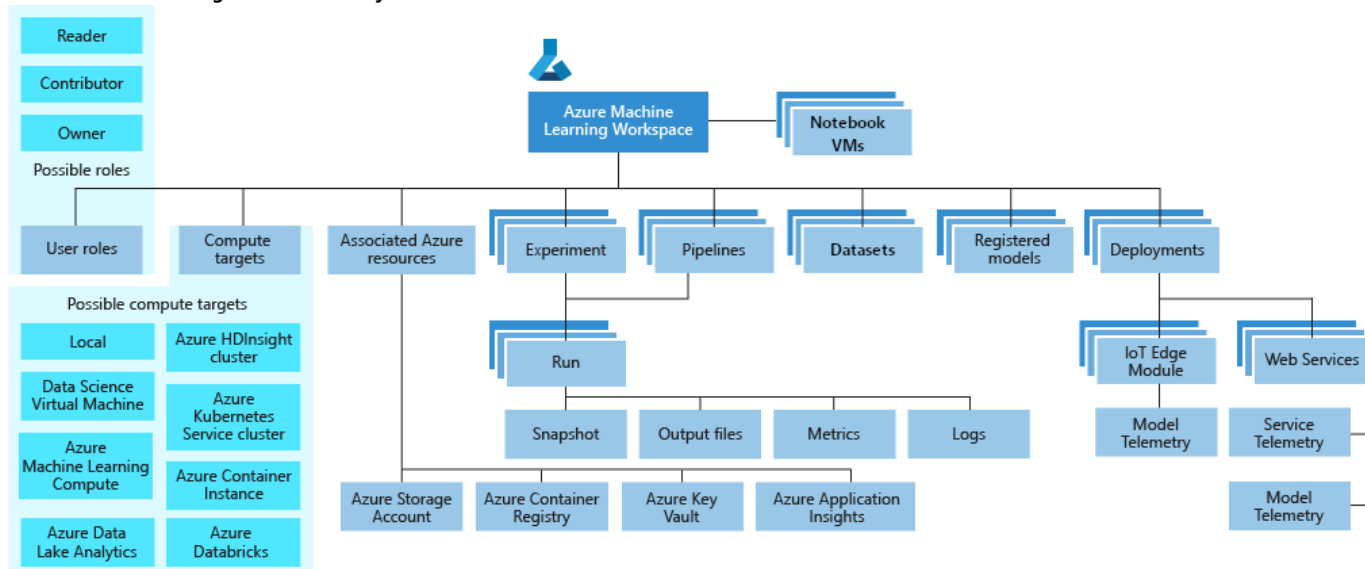 Reader
Contributor
Owner
Possible roles
User roles
Azure Machine
Learning Workspace
Notebook
VMs
Compute
targets
Associated Azure
resources
Experiment
Pipelines
Datasets
Registered
models
Deployments
Possible compute targets
Local
Azure HDInsight
cluster
Data Science
Virtual Machine
Azure
Kubernetes
Service cluster
Azure
Machine Learning
Compute
Azure Container
Instance
Azure Data
Lake Analytics
Azure
Databricks
Run
Snapshot
Output files
Metrics
Logs
Azure Storage
Account
Azure Container
Registry
Azure Key
Vault
Azure Application
Insights
IoT Edge
Module
Web Services
Model
Telemetry
Service
Telemetry
Model
Telemetry